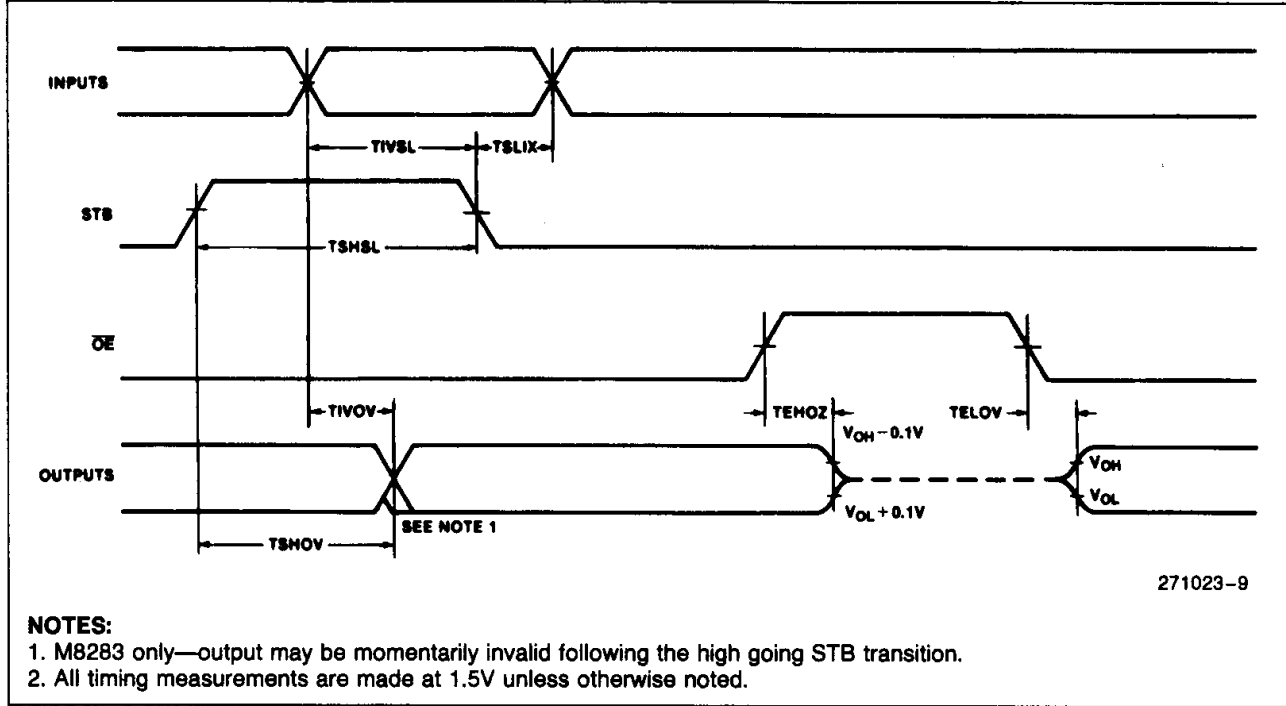 INPUTS
TIVSL
TSLIX
STB
TSHSL
OE
TIVOV
TEHOZ
TELOV
VOH-0.1V
OUTPUTS
VOH
VOL
VOL+0.1V
SEE NOTE 1
TSHOV
271023-9
NOTES:
1. M8283 only—output may be momentarily invalid following the high going STB transition.
2. All timing measurements are made at 1.5V unless otherwise noted.